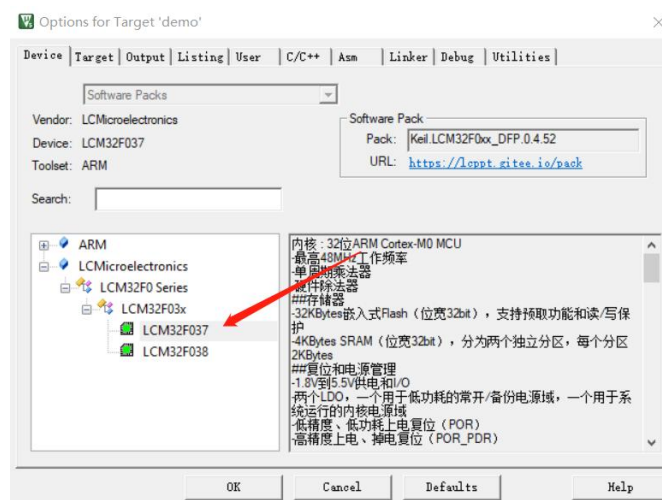 Options for Target 'demo'
Device Target Output Listing User C/C++ Asm Linker Debug Utilities
Software Packs
Vendor: LCMicroelectronics
Device: LCM32F037
Toolset: ARM
Search:
Software Pack
Pack: Keil.LCM32F0xx_DFP.0.4.52
URL: https://lcppt.gitee.io/pack
ARM
LCMicroelectronics
LCM32F0 Series
LCM32F03x
LCM32F037
LCM32F038
内核 : 32位ARM Cortex-M0 MCU
-最高48MHz工作频率
-单周期乘法器
-硬件除法器
##存储器
-32KBytes嵌入式Flash（位宽32bit），支持预取功能和读/写保
护
-4KBytes SRAM（位宽32bit），分为两个独立分区，每个分区
2KBytes
##复位和电源管理
-1.8V到5.5V供电和I/O
-两个LDO，一个用于低功耗的常开/备份电源域，一个用于系
统运行的内核电源域
-低精度、低功耗上电复位（POR）
-高精度上电、掉电复位（POR_PDR）
OK Cancel Defaults Help